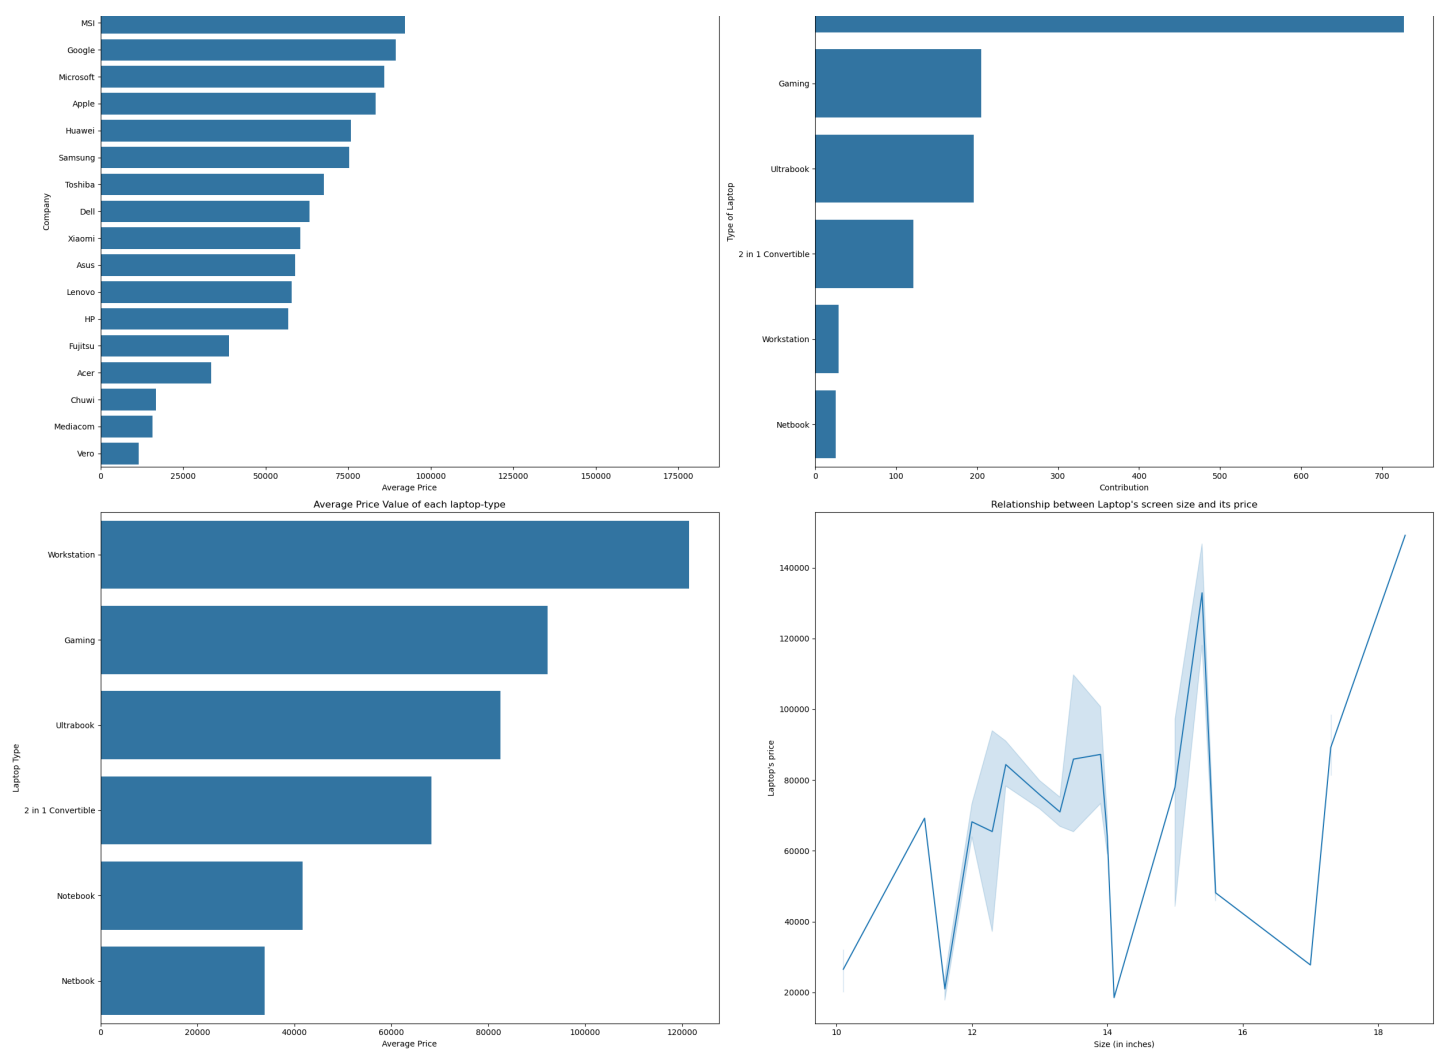 MSI
Google
Microsoft
Apple
Huawei
Samsung
Toshiba
Dell
Xiaomi
Asus
Lenovo
HP
Fujitsu
Acer
Chuwi
Mediacom
Vero
Company
0 25000 50000 75000 100000 125000 150000 175000
Average Price
Gaming
Ultrabook
2 in 1 Convertible
Workstation
Netbook
Type of Laptop
0 100 200 300 400 500 600 700
Contribution
Average Price Value of each laptop-type
Workstation
Gaming
Ultrabook
2 in 1 Convertible
Notebook
Netbook
Laptop Type
0 20000 40000 60000 80000 100000 120000
Average Price
Relationship between Laptop's screen size and its price
140000
120000
100000
80000
60000
40000
20000
Laptop's price
10 12 14 16 18
Size (in inches)